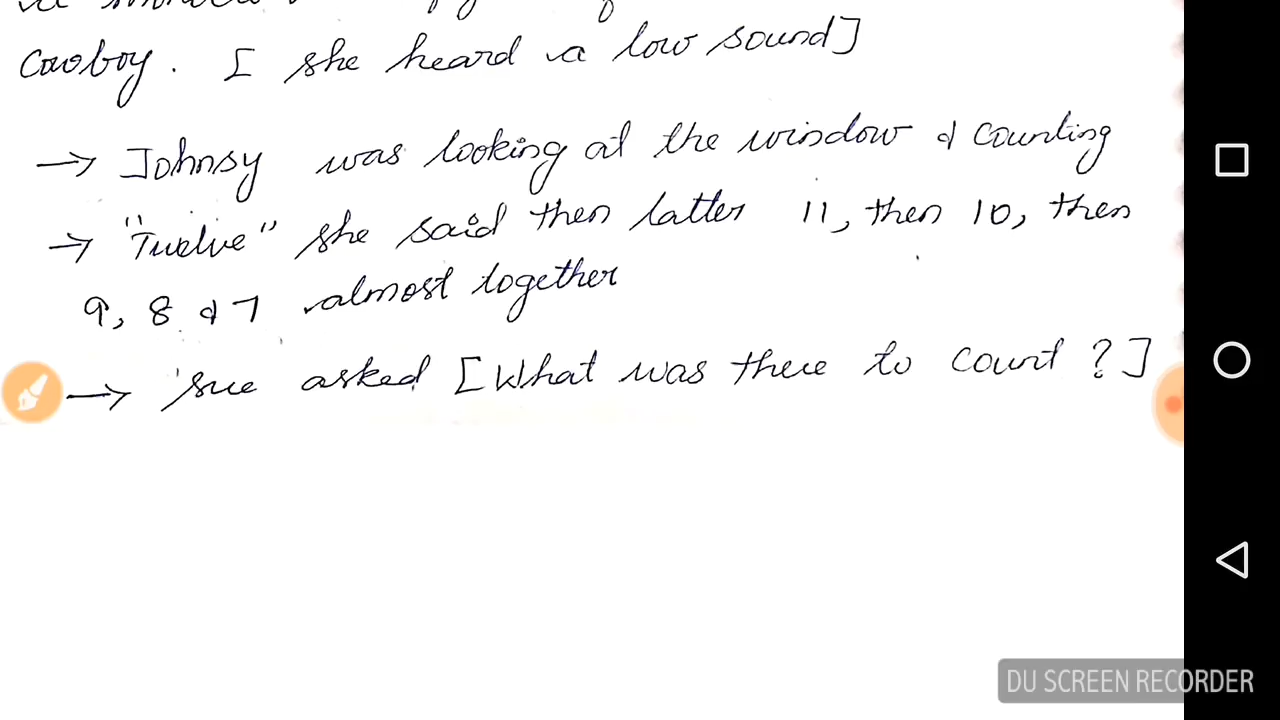 Cowboy. [ she heard a low sound]
→ Johnsy was looking at the window & counting
→ "Twelve" she said then latter 11, then 10, then
9, 8 & 7 almost together
→ Sue asked [What was there to count ?]
DU SCREEN RECORDER